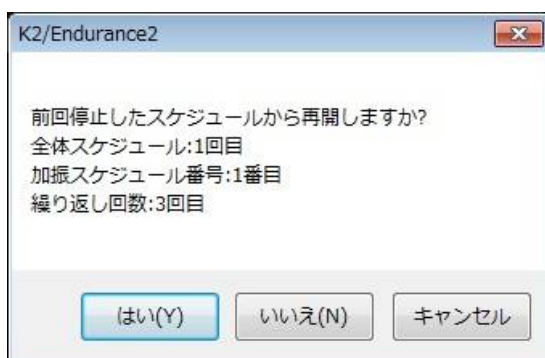 K2/Endurance2
前回停止したスケジュールから再開しますか?
全体スケジュール:1回目
加振スケジュール番号:1番目
繰り返し回数:3回目
はい(Y)
いいえ(N)
キャンセル